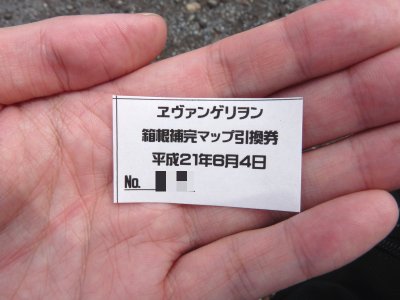 ヱヴァンゲリヲン
箱根補完マップ引換券
平成21年6月4日
No.